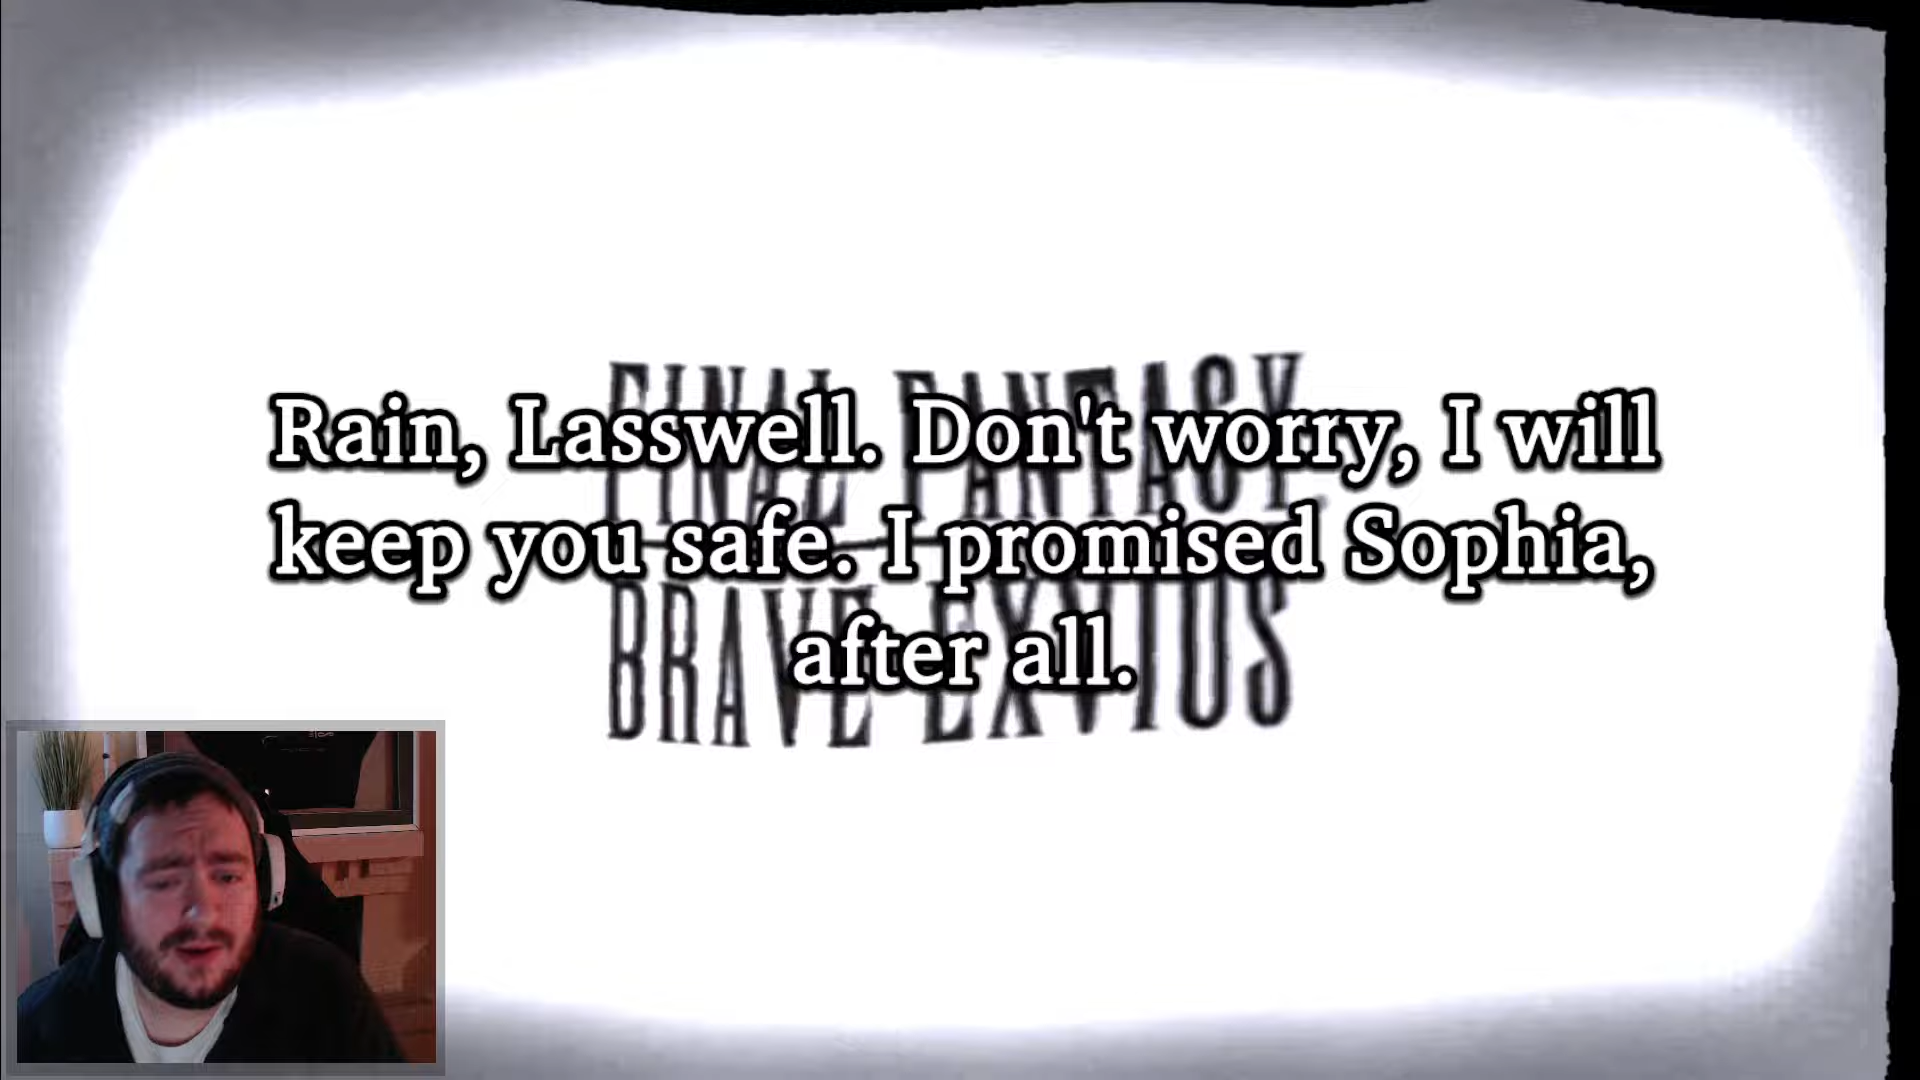 FINAL FANTASY
Rain, Lasswell. Don't worry, I will
keep you safe. I promised Sophia,
after all.
BRAVE EXVIUS